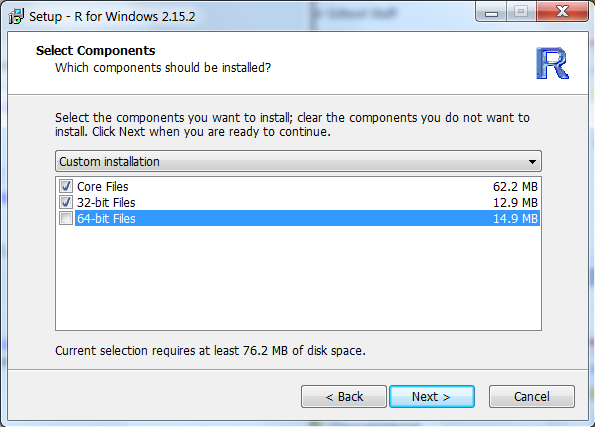 Setup - R for Windows 2.15.2
Select Components
Which components should be installed?
R
Select the components you want to install; clear the components you do not want to
install. Click Next when you are ready to continue.
Custom installation
Core Files 62.2 MB
32-bit Files 12.9 MB
64-bit Files 14.9 MB
Current selection requires at least 76.2 MB of disk space.
< Back Next > Cancel